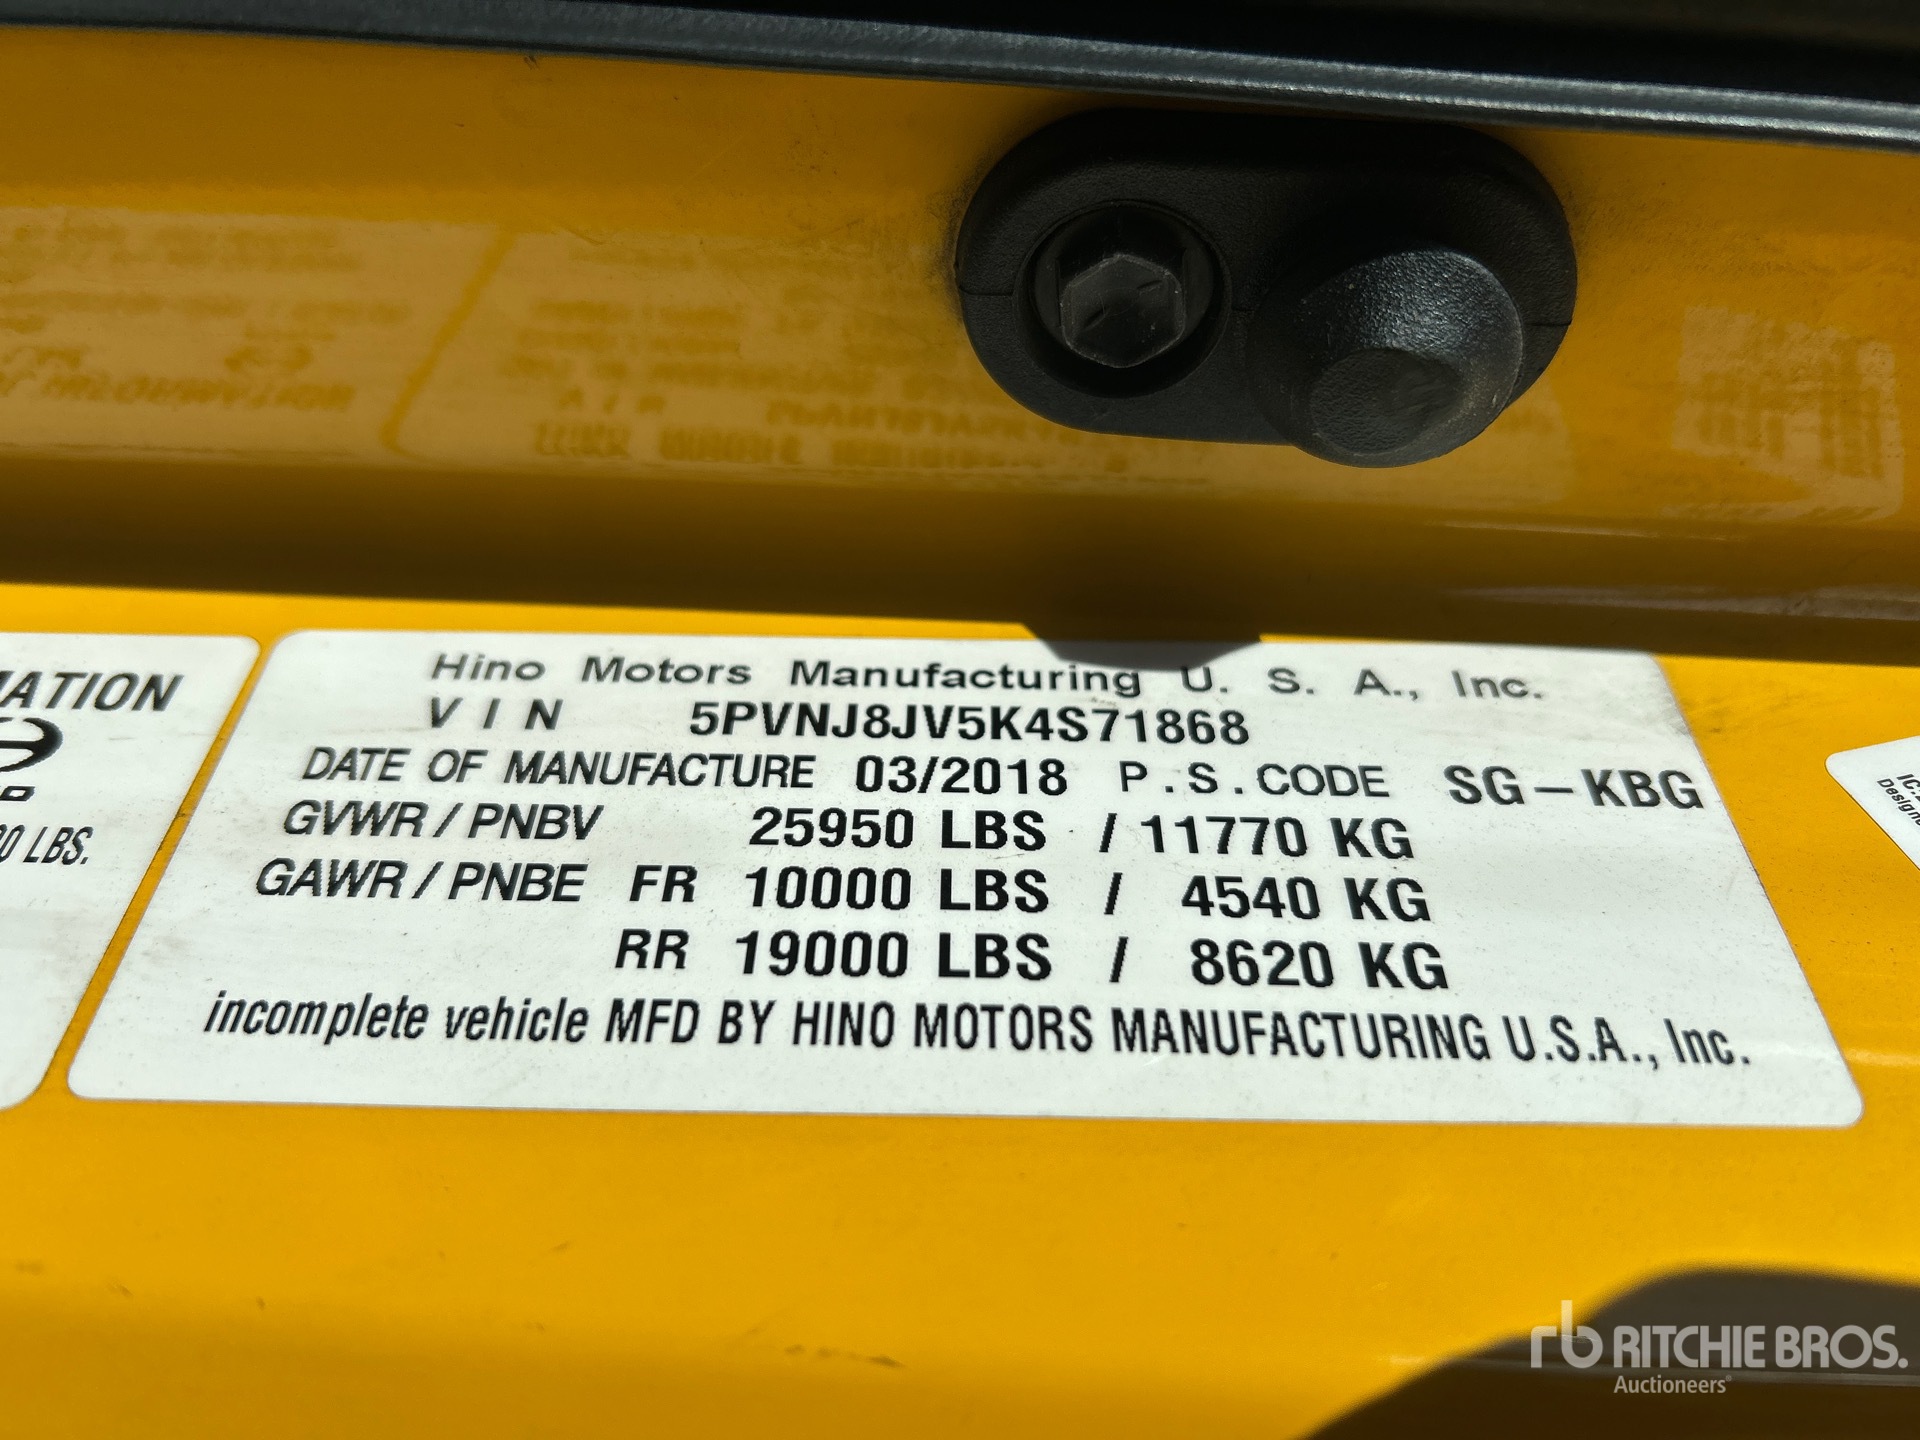 MATION
0 LBS.
Hino Motors Manufacturing U. S. A., Inc.
VIN 5PVNJ8JV5K4S71868
DATE OF MANUFACTURE 03/2018 P.S.CODE SG-KBG
GVWR / PNBV 25950 LBS / 11770 KG
GAWR / PNBE FR 10000 LBS / 4540 KG
RR 19000 LBS / 8620 KG
incomplete vehicle MFD BY HINO MOTORS MANUFACTURING U.S.A., Inc.
rb RITCHIE BROS.
Auctioneers